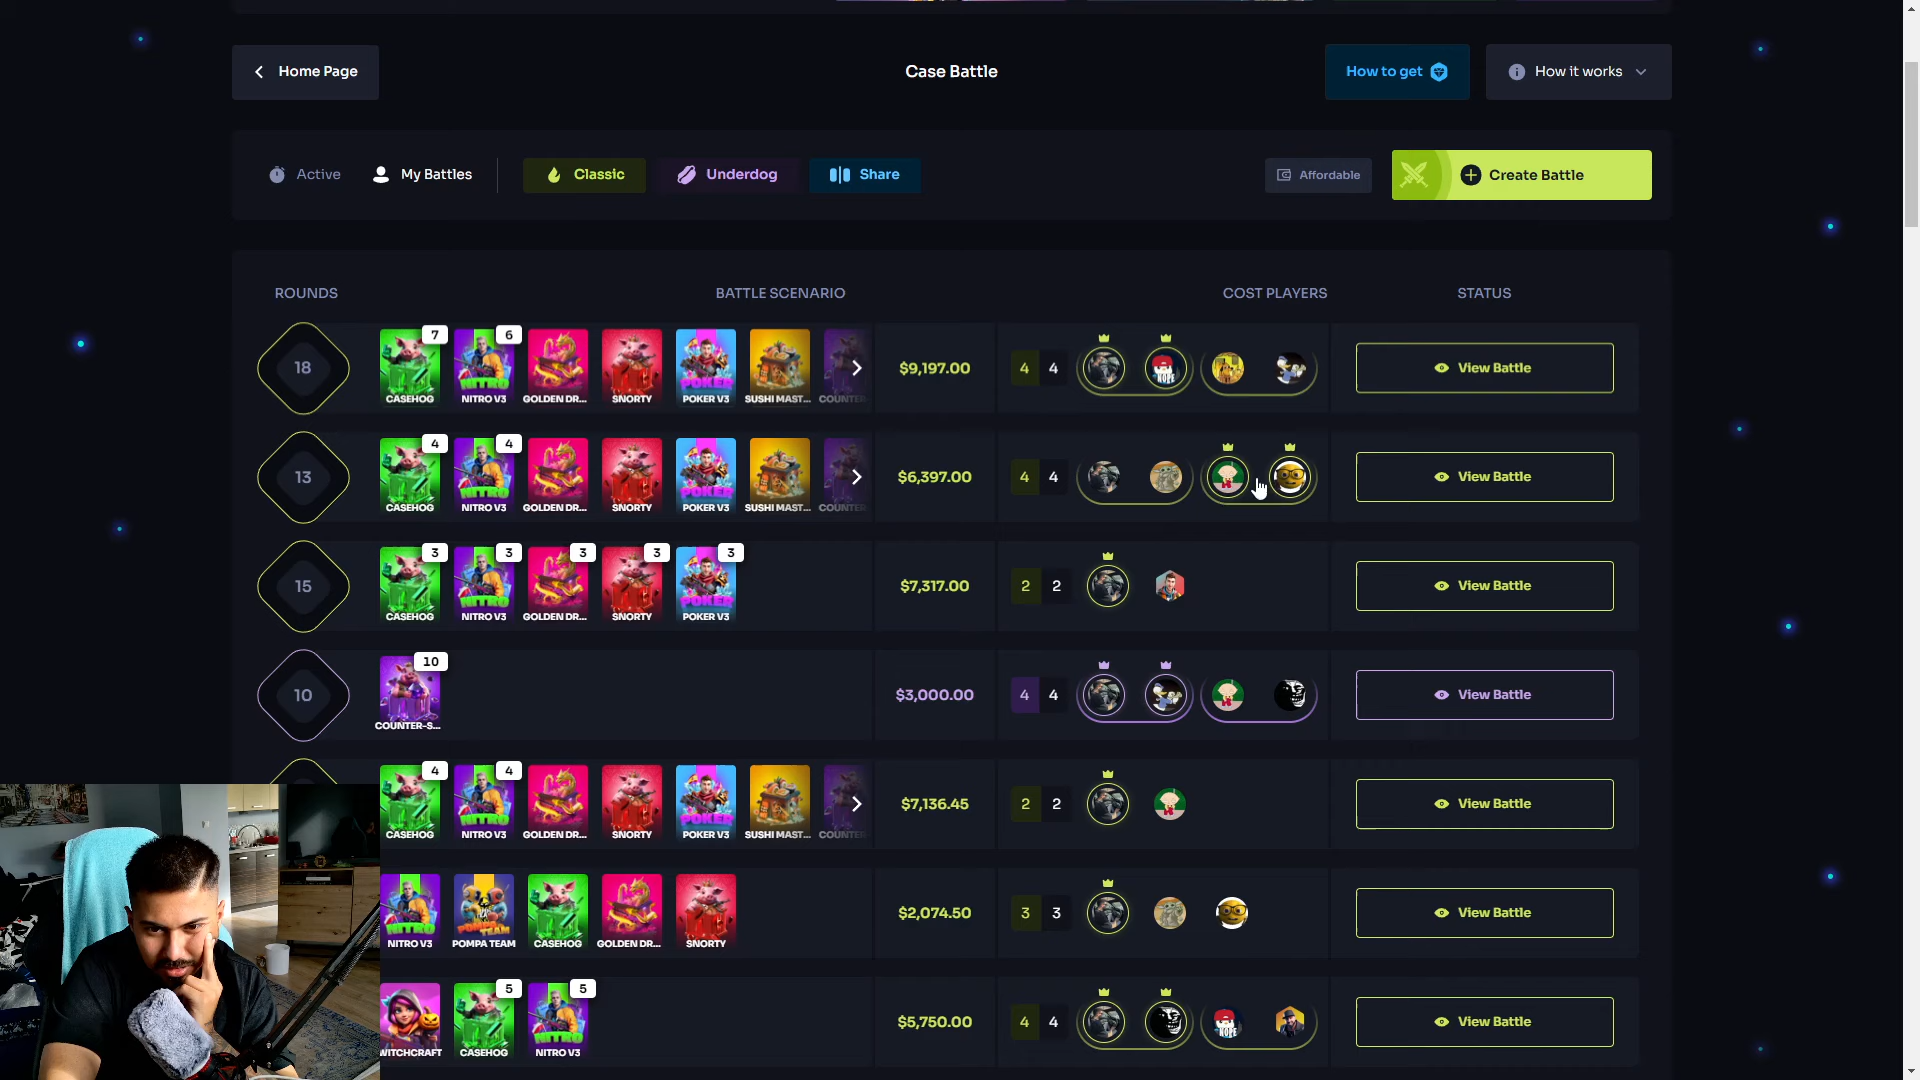 Home Page
Case Battle
How to get
How it works
Active
My Battles
Classic
Underdog
Share
Affordable
Create Battle
ROUNDS
BATTLE SCENARIO
COST PLAYERS
STATUS
18
7
6
CASEHOG
NITRO V3
GOLDEN DR...
SNORTY
POKER V3
SUSHI MAST...
COUNTER
$9,197.00
4 4
View Battle
13
4
4
CASEHOG
NITRO V3
GOLDEN DR...
SNORTY
POKER V3
SUSHI MAST...
COUNTER
$6,397.00
4 4
View Battle
15
3
3
3
3
3
CASEHOG
NITRO V3
GOLDEN DR...
SNORTY
POKER V3
$7,317.00
2 2
View Battle
10
10
COUNTER-S...
$3,000.00
4 4
View Battle
4
4
CASEHOG
NITRO V3
GOLDEN DR...
SNORTY
POKER V3
SUSHI MAST...
COUNTER
$7,136.45
2 2
View Battle
NITRO V3
POMPA TEAM
CASEHOG
GOLDEN DR...
SNORTY
$2,074.50
3 3
View Battle
5
5
WITCHCRAFT
CASEHOG
NITRO V3
$5,750.00
4 4
View Battle